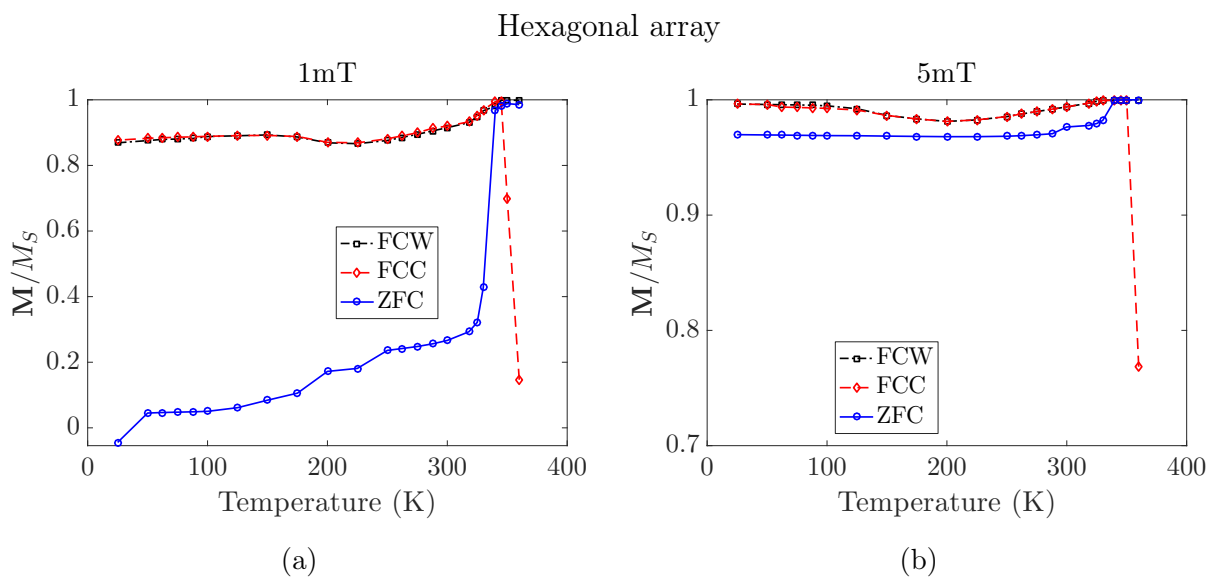 Hexagonal array
1mT
1
0.8
0.6
0.4
0.2
0
M/M_S
FCW
FCC
ZFC
0 100 200 300 400
Temperature (K)
(a)
5mT
1
0.9
0.8
0.7
M/M_S
FCW
FCC
ZFC
0 100 200 300 400
Temperature (K)
(b)